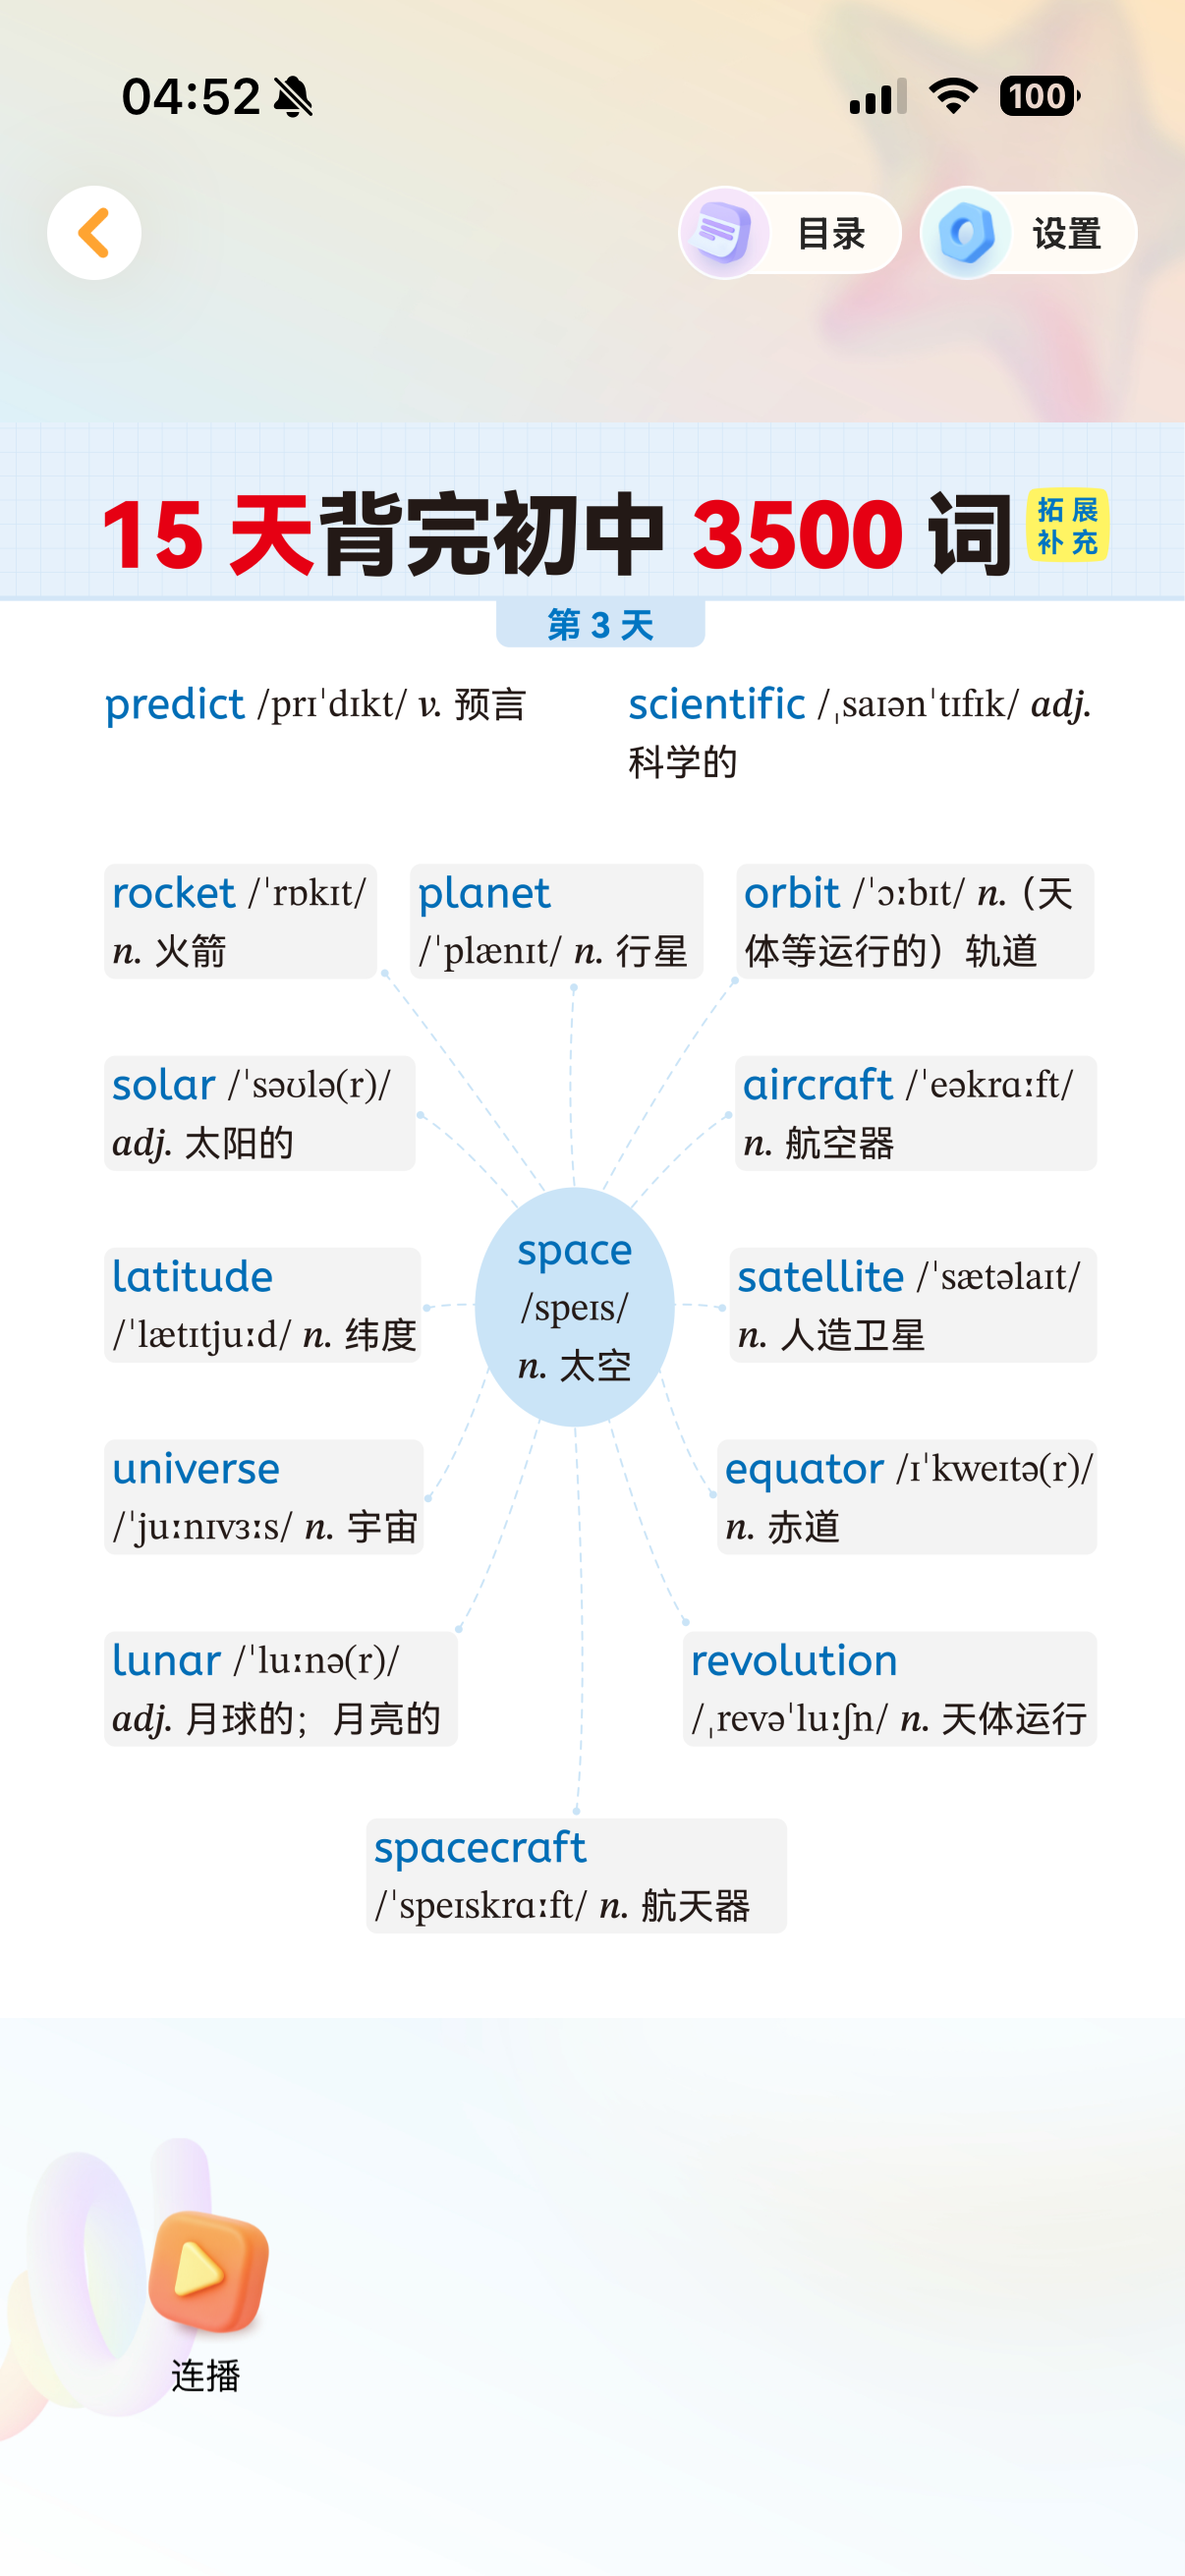 04:52
100
目录
设置
15 天背完初中 3500 词
拓展
补充
第 3 天
predict /prɪˈdɪkt/ v. 预言
scientific /ˌsaɪənˈtɪfɪk/ adj.
科学的
rocket /ˈrɒkɪt/
n. 火箭
planet
/ˈplænɪt/ n. 行星
orbit /ˈɔːbɪt/ n.（天
体等运行的）轨道
solar /ˈsəʊlə(r)/
adj. 太阳的
aircraft /ˈeəkrɑːft/
n. 航空器
space
/speɪs/
n. 太空
latitude
/ˈlætɪtjuːd/ n. 纬度
satellite /ˈsætəlaɪt/
n. 人造卫星
universe
/ˈjuːnɪvɜːs/ n. 宇宙
equator /ɪˈkweɪtə(r)/
n. 赤道
lunar /ˈluːnə(r)/
adj. 月球的；月亮的
revolution
/ˌrevəˈluːʃn/ n. 天体运行
spacecraft
/ˈspeɪskrɑːft/ n. 航天器
连播